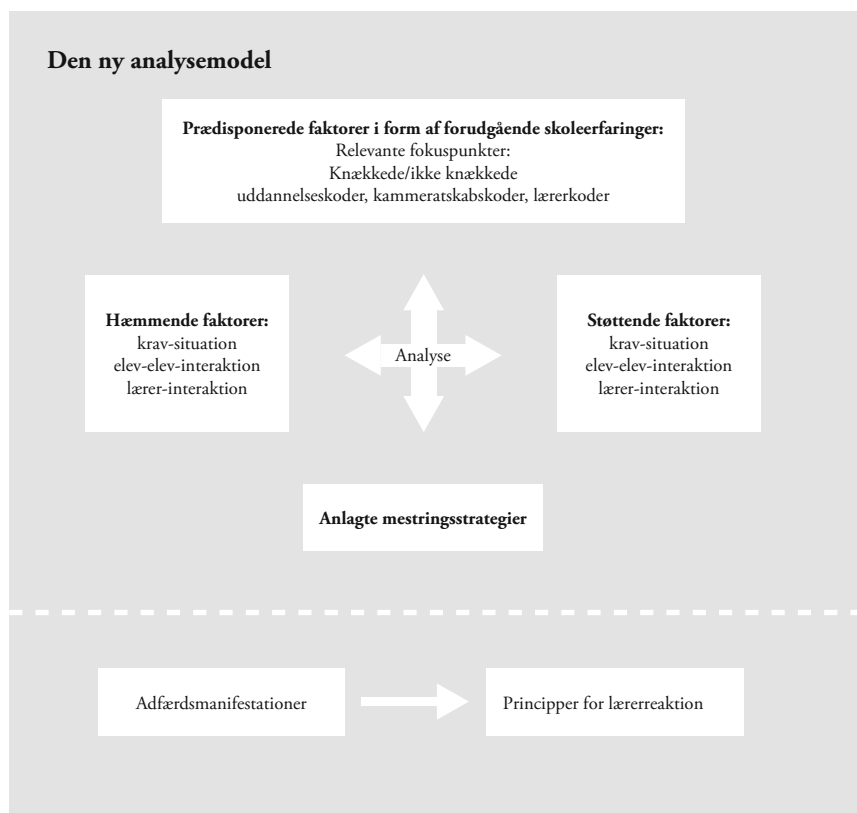 Den ny analysemodel
Prædisponerede faktorer i form af forudgående skoleerfaringer:
Relevante fokuspunkter:
Knækkede/ikke knækkede
uddannelseskoder, kammeratskabskoder, lærerkoder
Hæmmende faktorer:
krav-situation
elev-elev-interaktion
lærer-interaktion
Analyse
Støttende faktorer:
krav-situation
elev-elev-interaktion
lærer-interaktion
Anlagte mestringsstrategier
Adfærdsmanifestationer
Principper for lærerreaktion